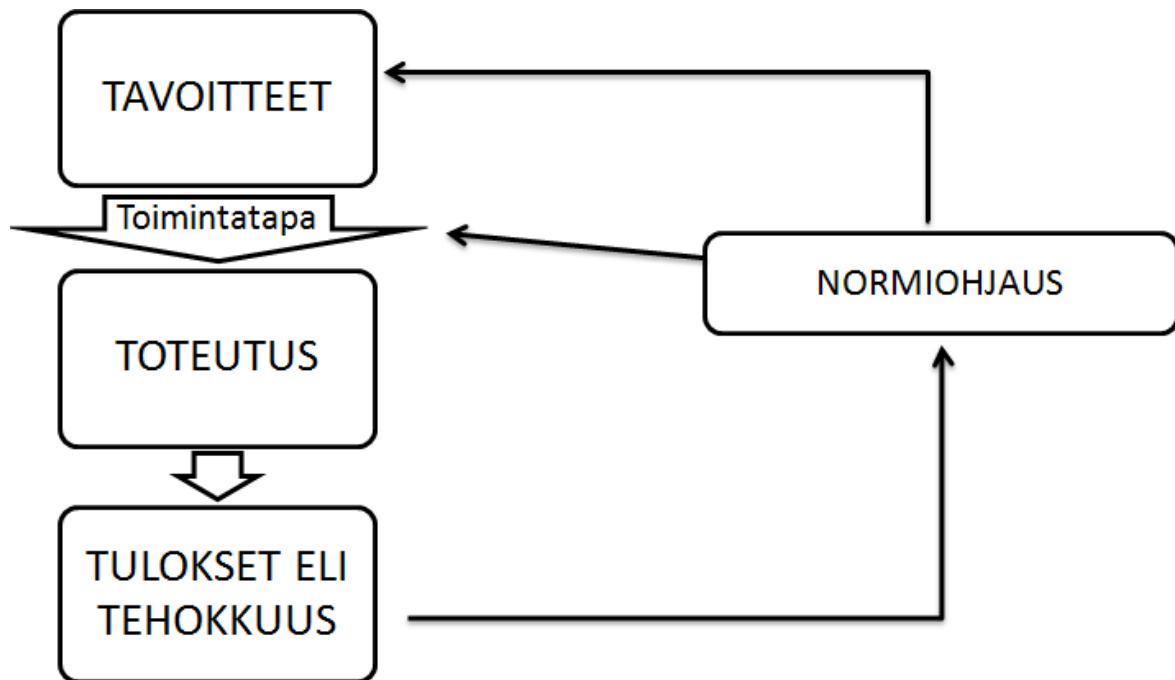 TAVOITTEET
Toimintatapa
NORMIOHJAUS
TOTEUTUS
TULOKSET ELI
TEHOKKUUS